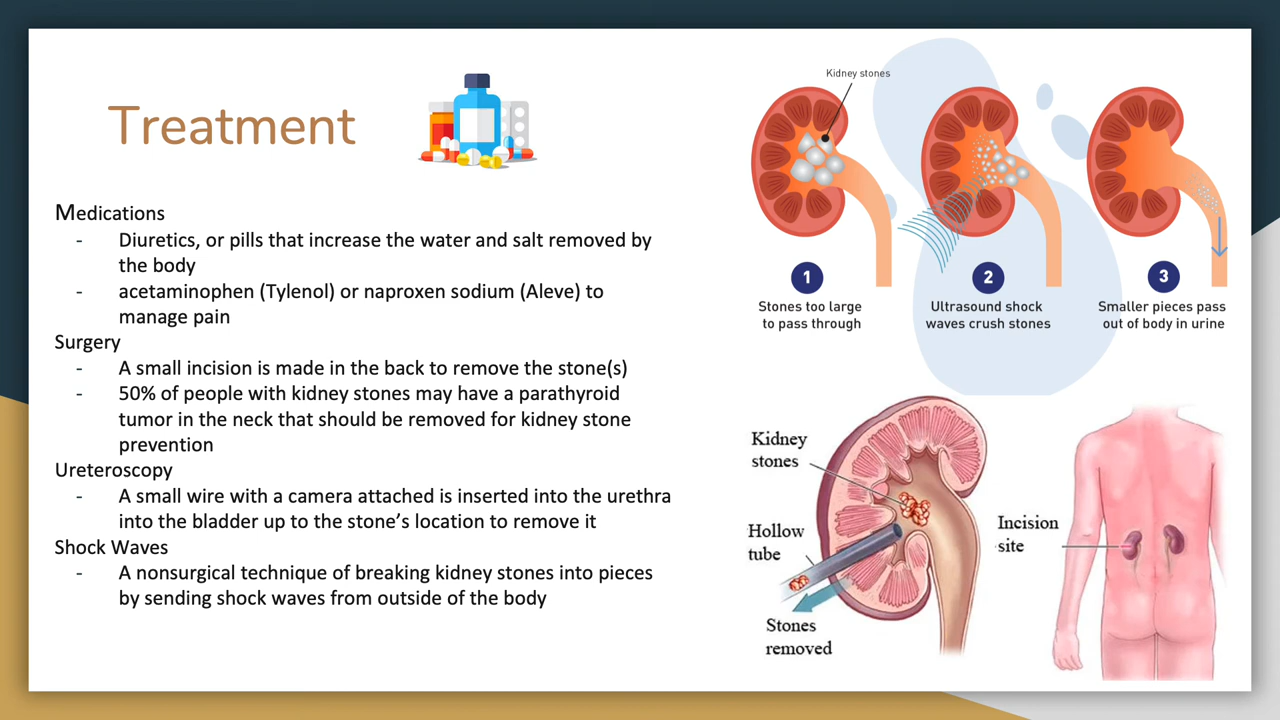 Treatment
Medications
- Diuretics, or pills that increase the water and salt removed by
the body
- acetaminophen (Tylenol) or naproxen sodium (Aleve) to
manage pain
Surgery
- A small incision is made in the back to remove the stone(s)
- 50% of people with kidney stones may have a parathyroid
tumor in the neck that should be removed for kidney stone
prevention
Ureteroscopy
- A small wire with a camera attached is inserted into the urethra
into the bladder up to the stone’s location to remove it
Shock Waves
- A nonsurgical technique of breaking kidney stones into pieces
by sending shock waves from outside of the body
Kidney stones
1
Stones too large
to pass through
2
Ultrasound shock
waves crush stones
3
Smaller pieces pass
out of body in urine
Kidney
stones
Hollow
tube
Stones
removed
Incision
site